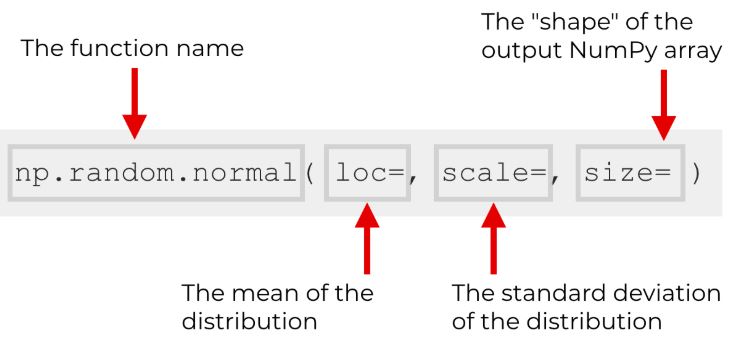 The "shape" of the
output NumPy array
The function name
np.random.normal( loc=, scale=, size= )
The mean of the
distribution
The standard deviation
of the distribution